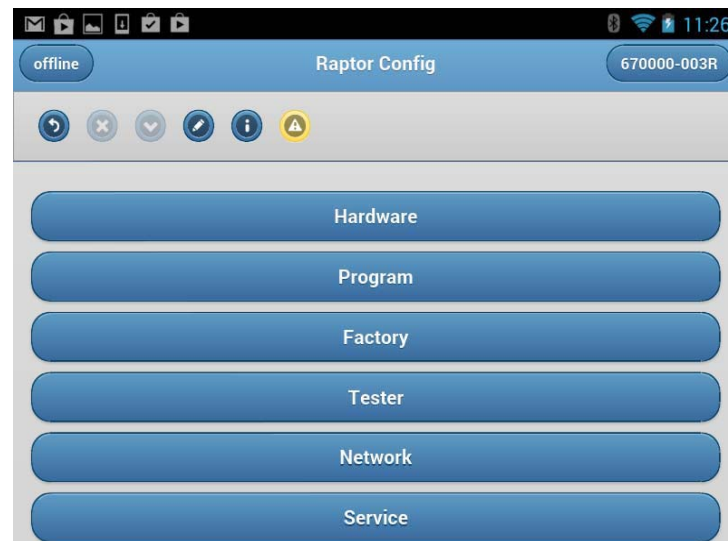 11:26
offline
Raptor Config
670000-003R
Hardware
Program
Factory
Tester
Network
Service